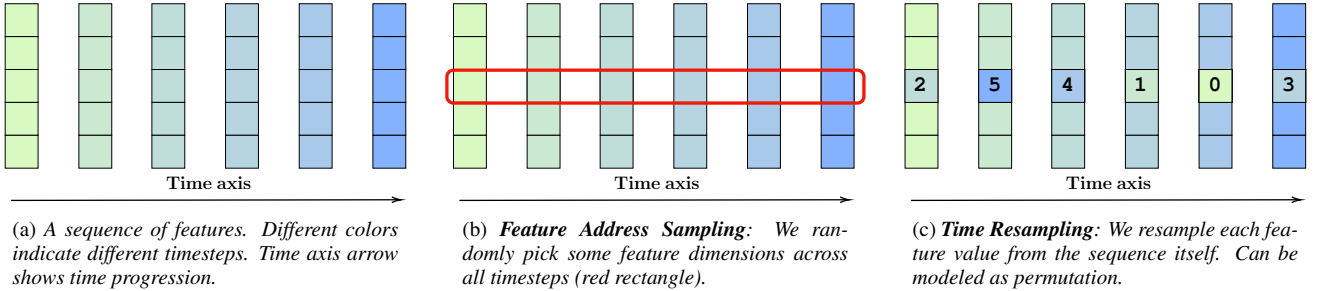 2 5 4 1 0 3
Time axis
Time axis
Time axis
(a) A sequence of features. Different colors
indicate different timesteps. Time axis arrow
shows time progression.
(b) Feature Address Sampling: We ran-
domly pick some feature dimensions across
all timesteps (red rectangle).
(c) Time Resampling: We resample each fea-
ture value from the sequence itself. Can be
modeled as permutation.